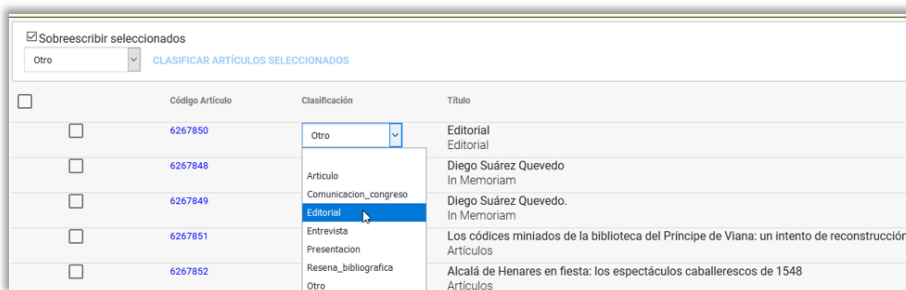 Sobreescribir seleccionados
Otro CLASIFICAR ARTÍCULOS SELECCIONADOS
Código Artículo Clasificación Título
6267850 Otro Editorial
Editorial
6267848 Diego Suárez Quevedo
Articulo In Memoriam
Comunicacion_congreso
6267849 Editorial Diego Suárez Quevedo.
In Memoriam
Entrevista
6267851 Los códices miniados de la biblioteca del Príncipe de Viana: un intento de reconstrucción
Presentacion Artículos
Resena_bibliografica
6267852 Alcalá de Henares en fiesta: los espectáculos caballerescos de 1548
Otro Artículos